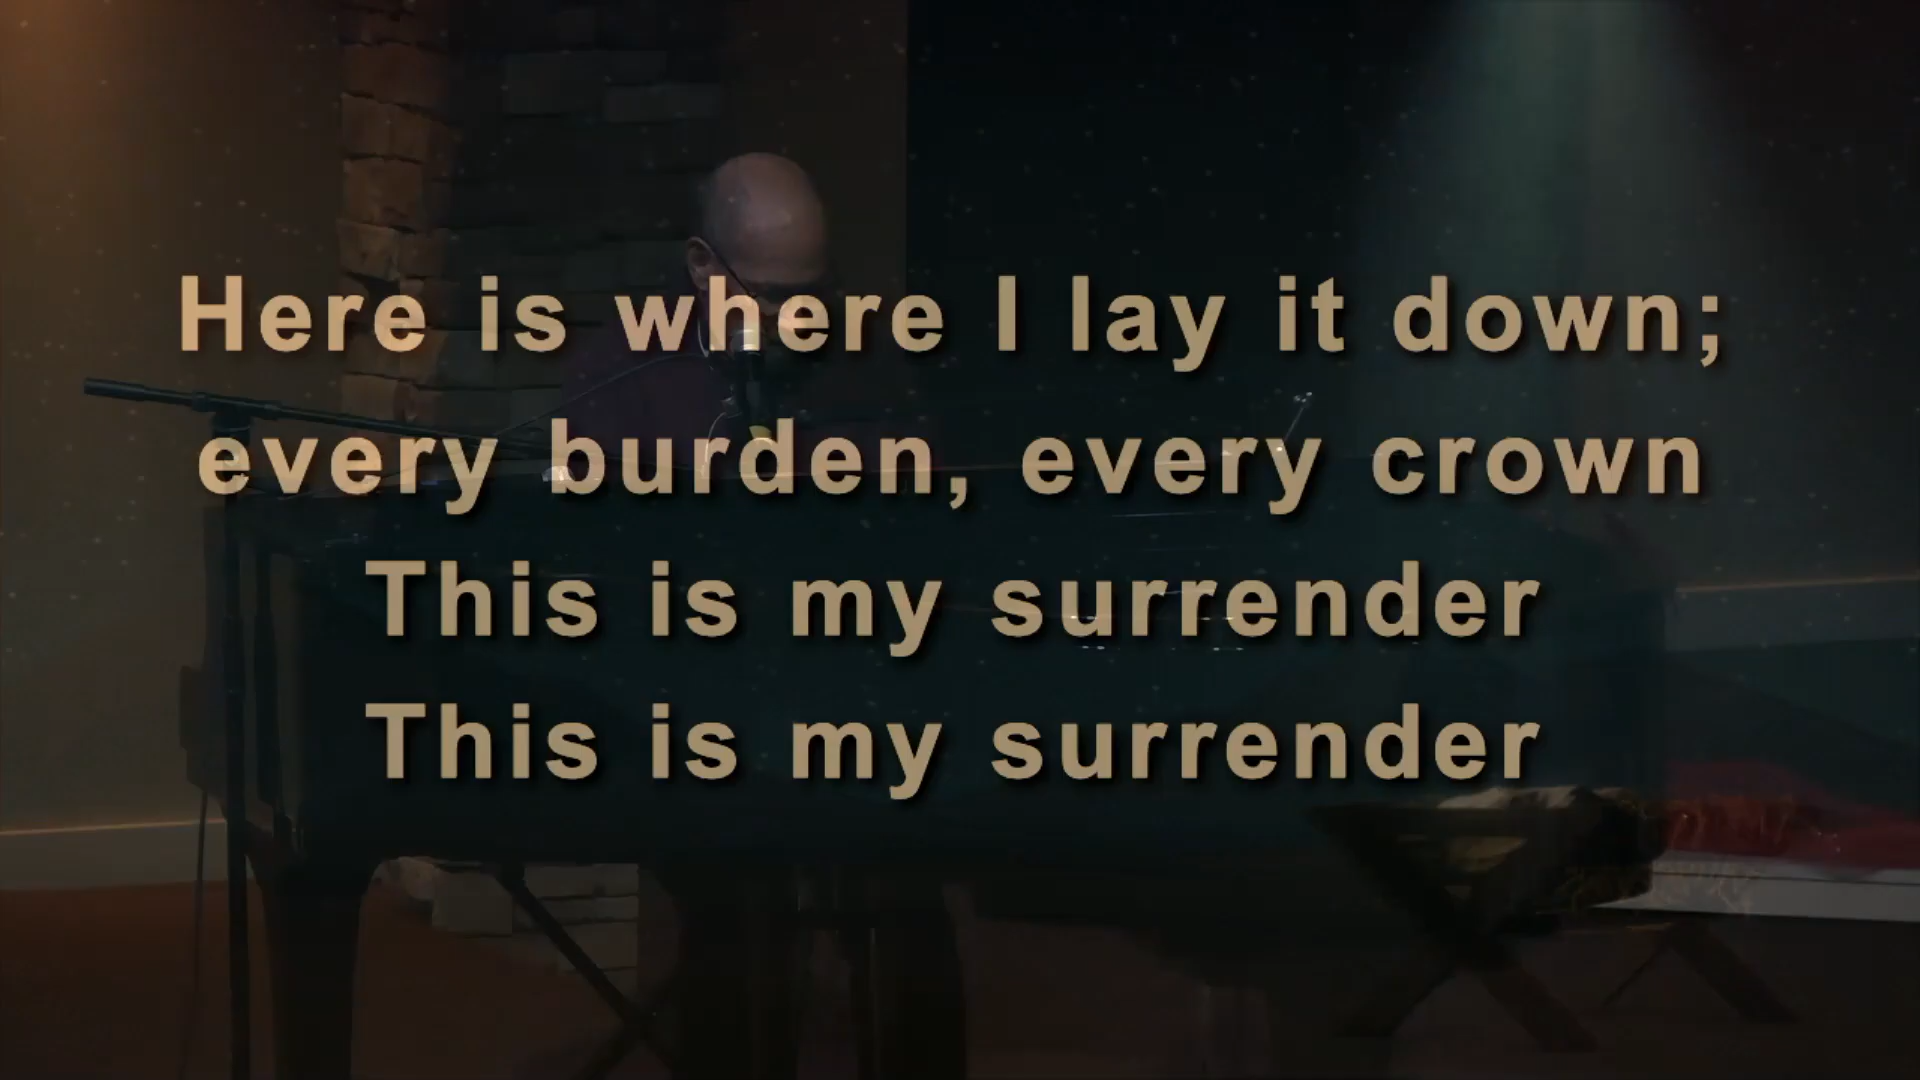 Here is where I lay it down;
every burden, every crown
This is my surrender
This is my surrender